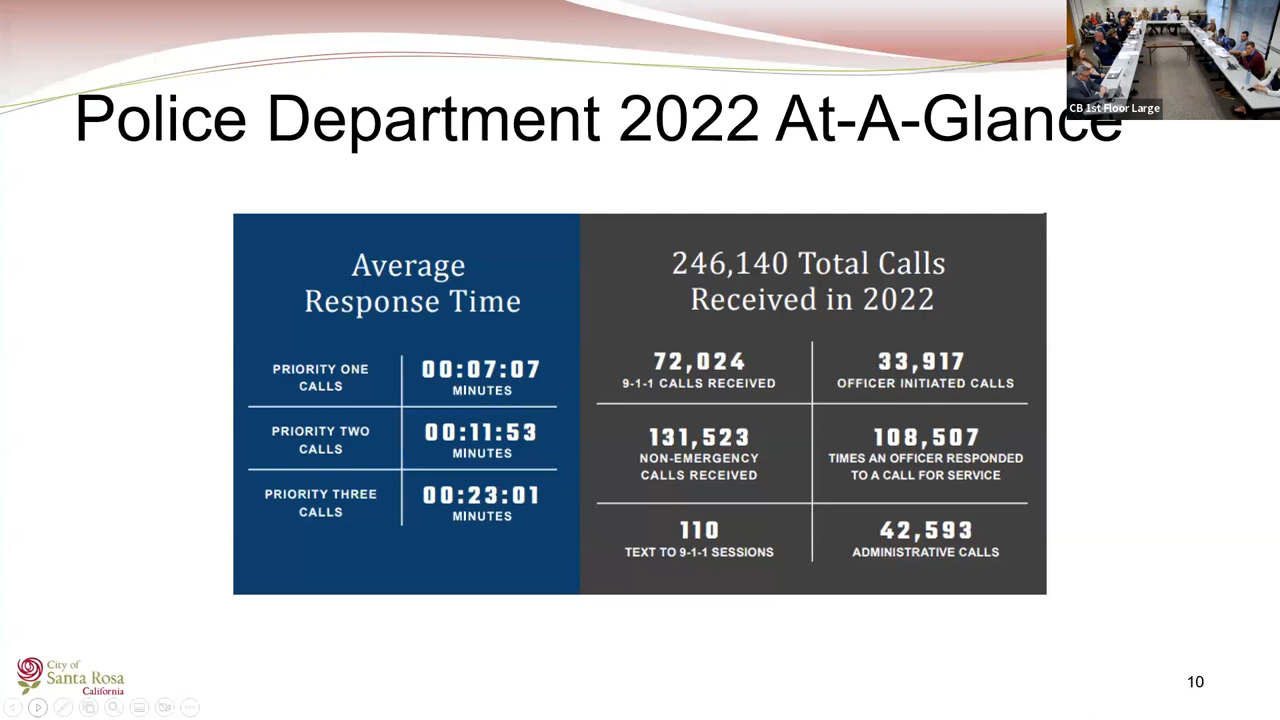 CB 1st Floor Large
Police Department 2022 At-A-Glance
Average
Response Time
PRIORITY ONE
CALLS
00:07:07
MINUTES
PRIORITY TWO
CALLS
00:11:53
MINUTES
PRIORITY THREE
CALLS
00:23:01
MINUTES
246,140 Total Calls
Received in 2022
72,024
9-1-1 CALLS RECEIVED
33,917
OFFICER INITIATED CALLS
131,523
NON-EMERGENCY
CALLS RECEIVED
108,507
TIMES AN OFFICER RESPONDED
TO A CALL FOR SERVICE
110
TEXT TO 9-1-1 SESSIONS
42,593
ADMINISTRATIVE CALLS
City of
Santa Rosa
California
10